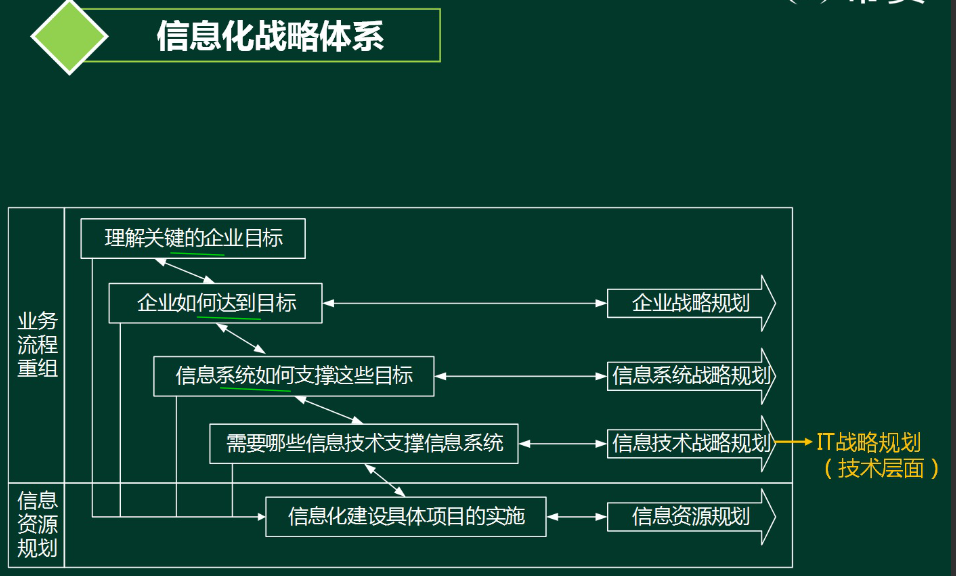 信息化战略体系
理解关键的企业目标
企业如何达到目标
企业战略规划
业务
流程
重组
信息系统如何支撑这些目标
信息系统战略规划
需要哪些信息技术支撑信息系统
信息技术战略规划
IT战略规划
（技术层面）
信息
资源
规划
信息化建设具体项目的实施
信息资源规划